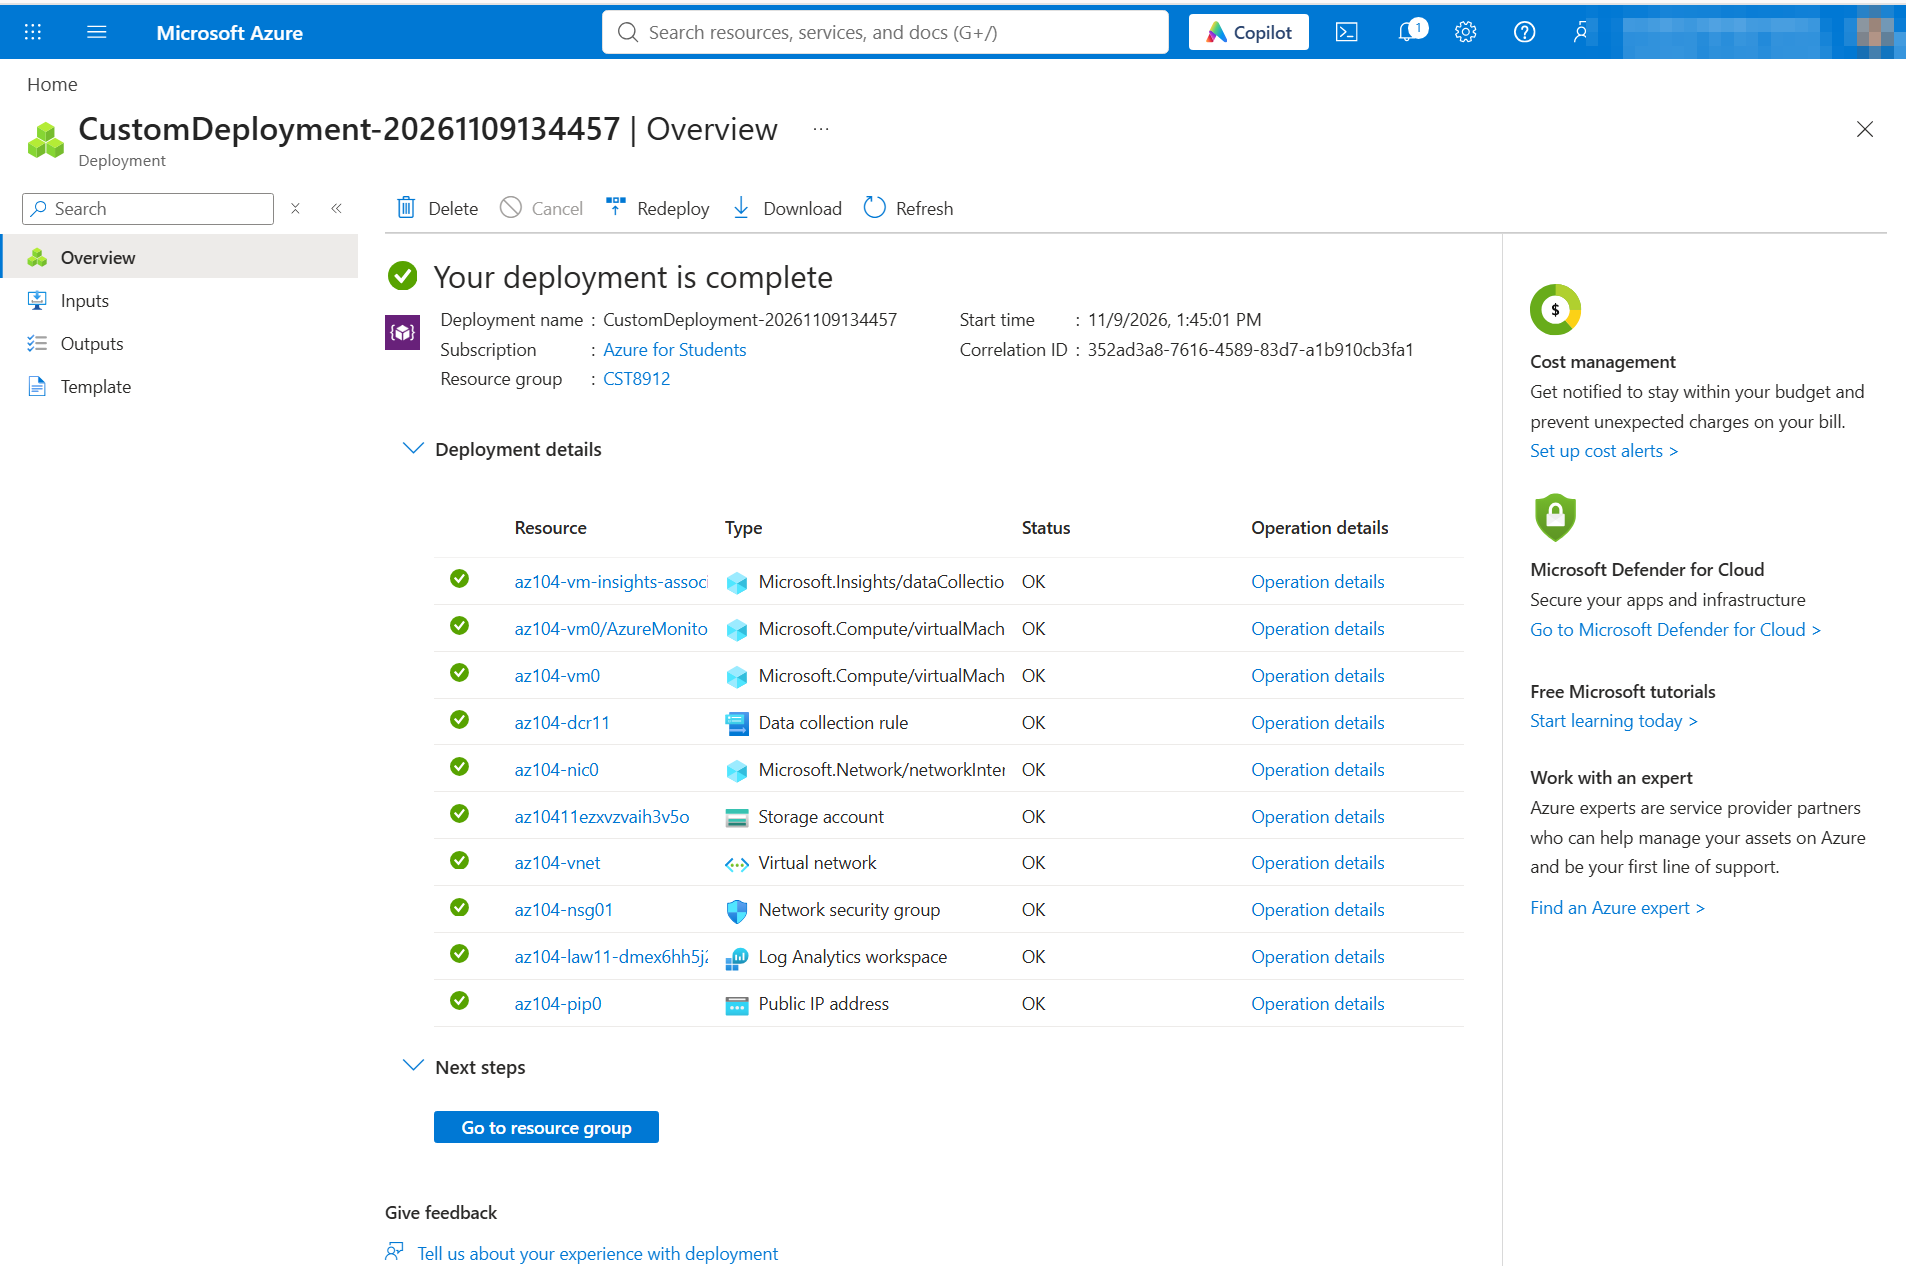 Microsoft Azure
Search resources, services, and docs (G+/)
Copilot
1
Home
CustomDeployment-20261109134457 | Overview ...
Deployment
Search
Delete Cancel Redeploy Download Refresh
Overview
Inputs
Outputs
Template
Your deployment is complete
Deployment name : CustomDeployment-20261109134457
Subscription : Azure for Students
Resource group : CST8912
Start time : 11/9/2026, 1:45:01 PM
Correlation ID : 352ad3a8-7616-4589-83d7-a1b910cb3fa1
Deployment details
Resource Type Status Operation details
az104-vm-insights-associ Microsoft.Insights/dataCollectio OK Operation details
az104-vm0/AzureMonito Microsoft.Compute/virtualMach OK Operation details
az104-vm0 Microsoft.Compute/virtualMach OK Operation details
az104-dcr11 Data collection rule OK Operation details
az104-nic0 Microsoft.Network/networkInter OK Operation details
az10411ezxvzvaih3v5o Storage account OK Operation details
az104-vnet Virtual network OK Operation details
az104-nsg01 Network security group OK Operation details
az104-law11-dmex6hh5j2 Log Analytics workspace OK Operation details
az104-pip0 Public IP address OK Operation details
Next steps
Go to resource group
Give feedback
Tell us about your experience with deployment
$
Cost management
Get notified to stay within your budget and
prevent unexpected charges on your bill.
Set up cost alerts >
Microsoft Defender for Cloud
Secure your apps and infrastructure
Go to Microsoft Defender for Cloud >
Free Microsoft tutorials
Start learning today >
Work with an expert
Azure experts are service provider partners
who can help manage your assets on Azure
and be your first line of support.
Find an Azure expert >